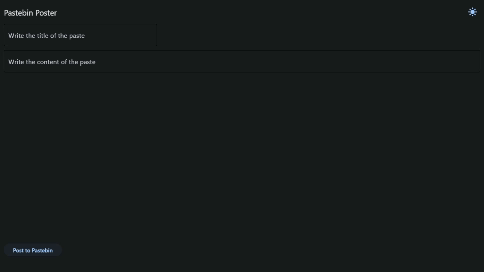 Pastebin Poster
Write the title of the paste
Write the content of the paste
Post to Pastebin